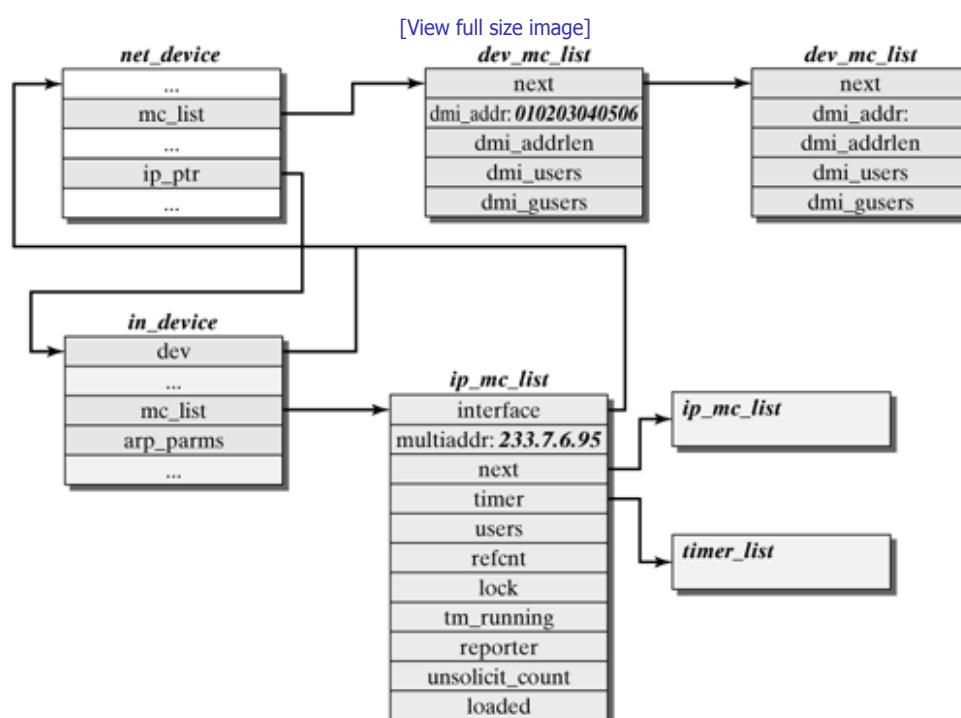 [View full size image]
net_device
...
mc_list
...
ip_ptr
...
dev_mc_list
next
dmi_addr: 010203040506
dmi_addrlen
dmi_users
dmi_gusers
dev_mc_list
next
dmi_addr:
dmi_addrlen
dmi_users
dmi_gusers
in_device
dev
...
mc_list
arp_parms
...
ip_mc_list
interface
multiaddr: 233.7.6.95
next
timer
users
refcnt
lock
tm_running
reporter
unsolicit_count
loaded
ip_mc_list
timer_list